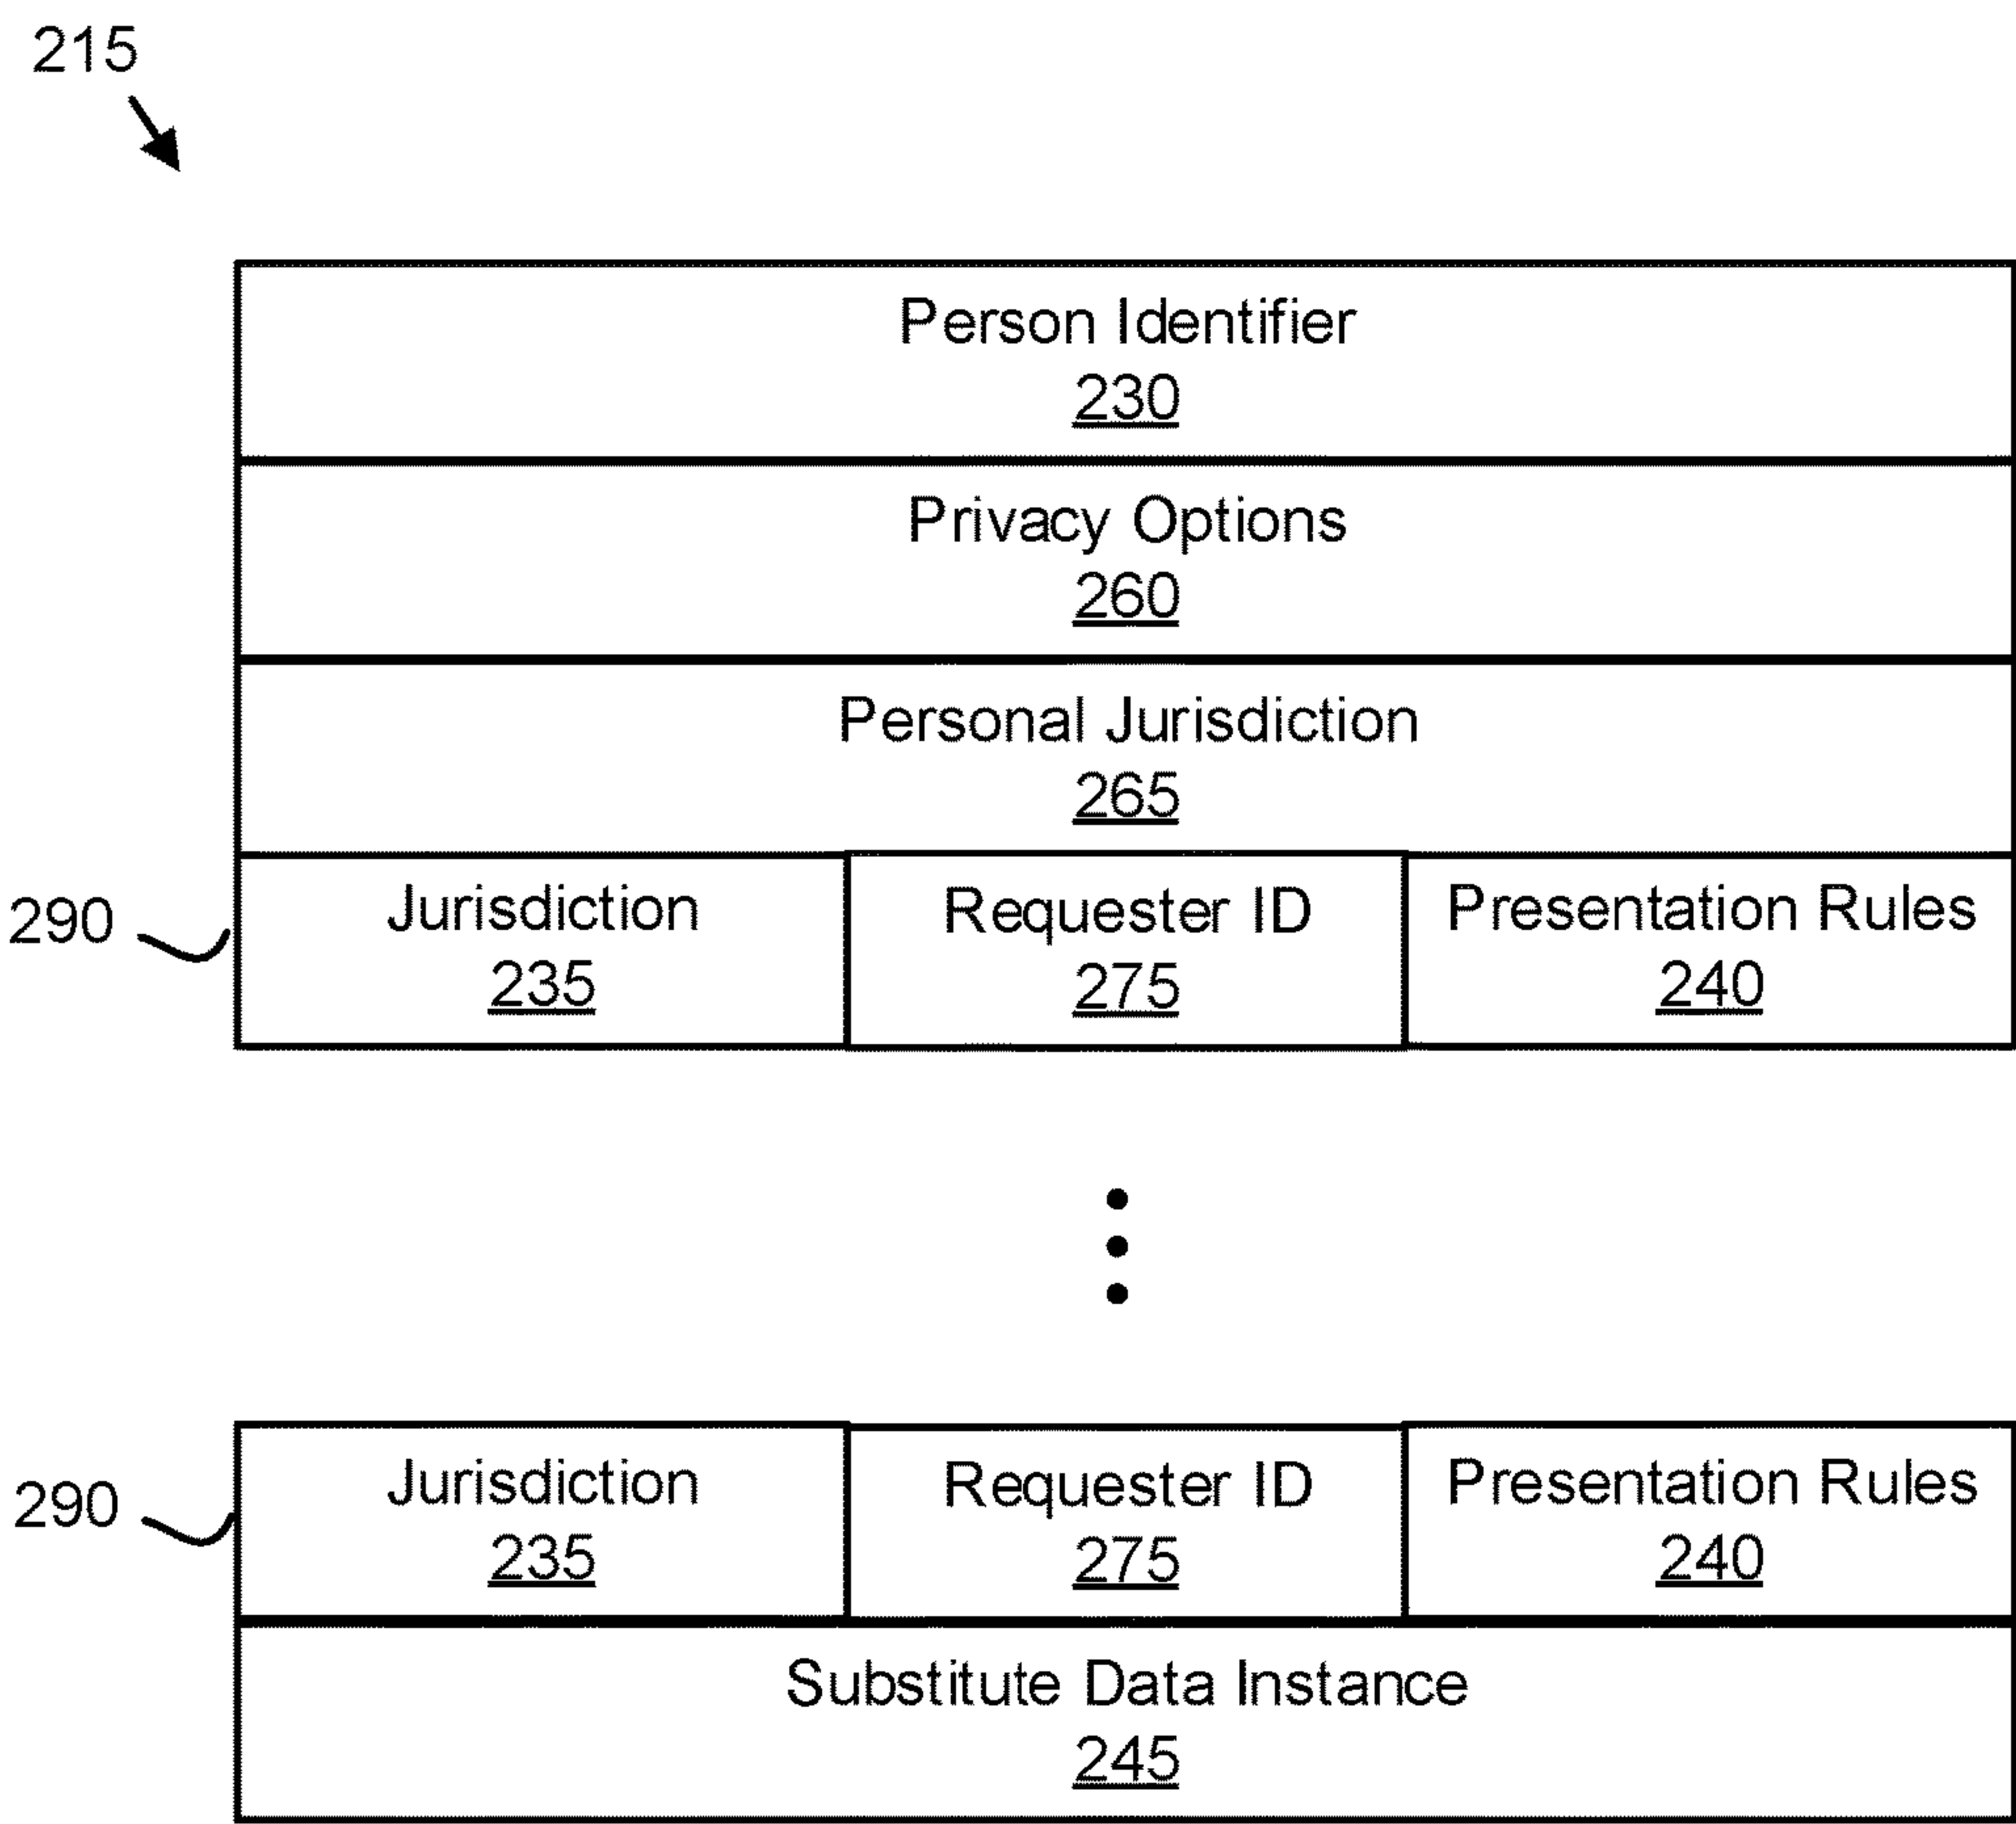 215
Person Identifier
230
Privacy Options
260
Personal Jurisdiction
265
290
Jurisdiction
235
Requester ID
275
Presentation Rules
240
290
Jurisdiction
235
Requester ID
275
Presentation Rules
240
Substitute Data Instance
245